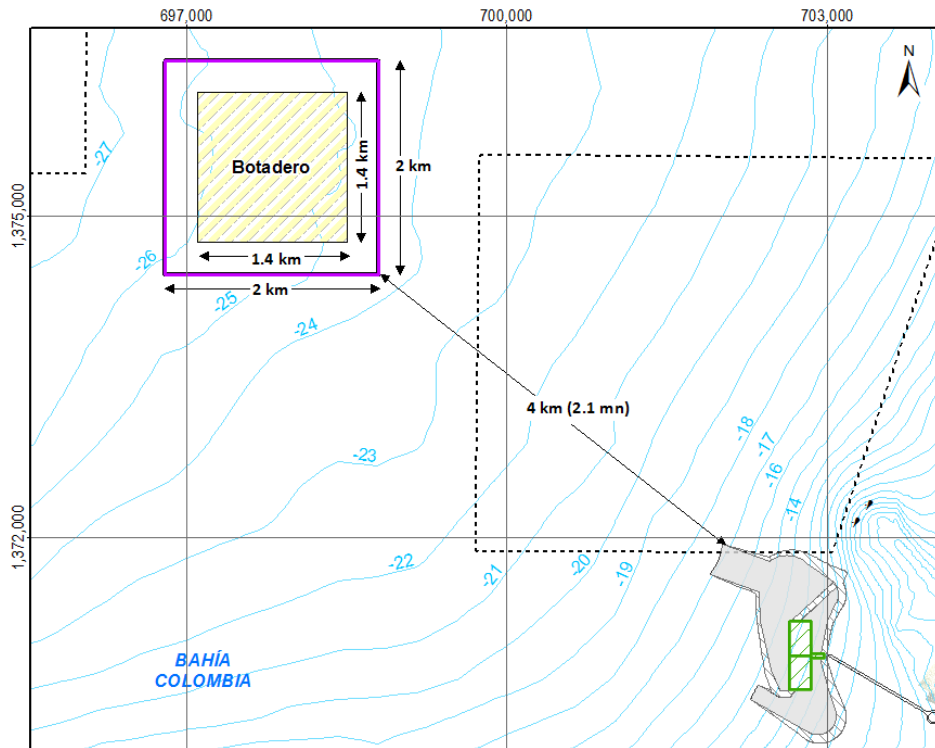 697,000
700,000
703,000
N
-27
1.4 km
2 km
Botadero
1,375,000
-26
1.4 km
2 km
-25
-24
4 km (2.1 mn)
-18
-17
-23
-16
-14
1,372,000
-22
-21
-20
-19
BAHÍA
COLOMBIA